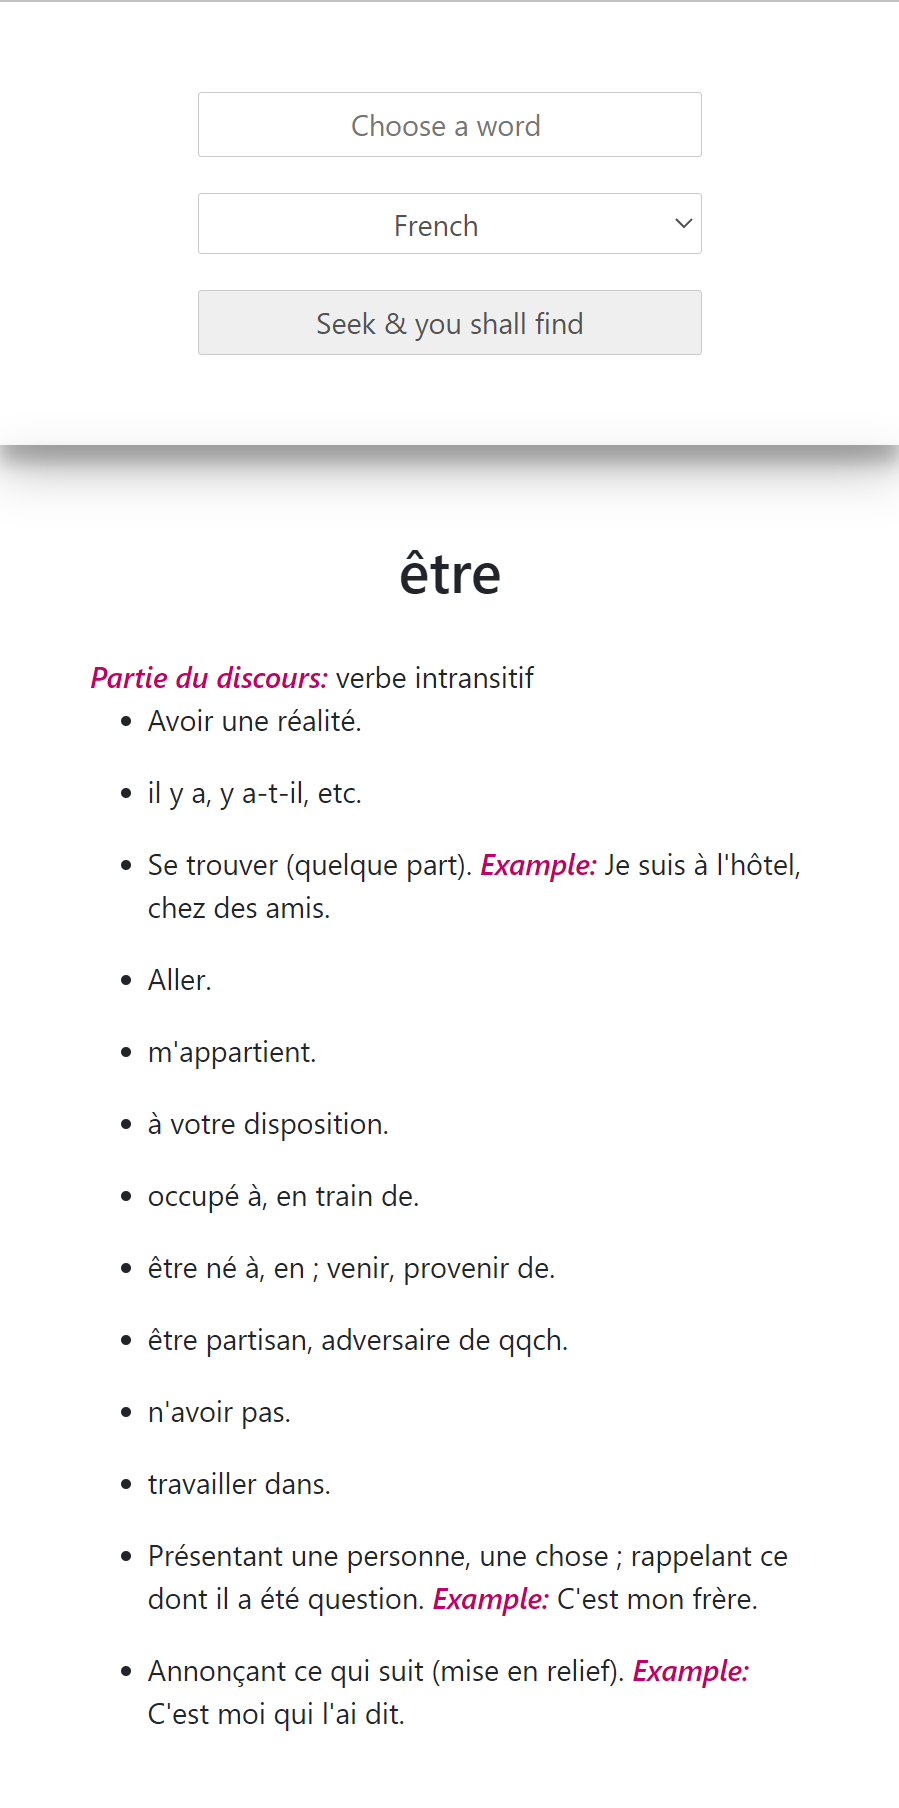 Choose a word
French
Seek & you shall find
être
Partie du discours: verbe intransitif
• Avoir une réalité.
• il y a, y a-t-il, etc.
• Se trouver (quelque part). Example: Je suis à l'hôtel,
chez des amis.
• Aller.
• m'appartient.
• à votre disposition.
• occupé à, en train de.
• être né à, en ; venir, provenir de.
• être partisan, adversaire de qqch.
• n'avoir pas.
• travailler dans.
• Présentant une personne, une chose ; rappelant ce
dont il a été question. Example: C'est mon frère.
• Annonçant ce qui suit (mise en relief). Example:
C'est moi qui l'ai dit.